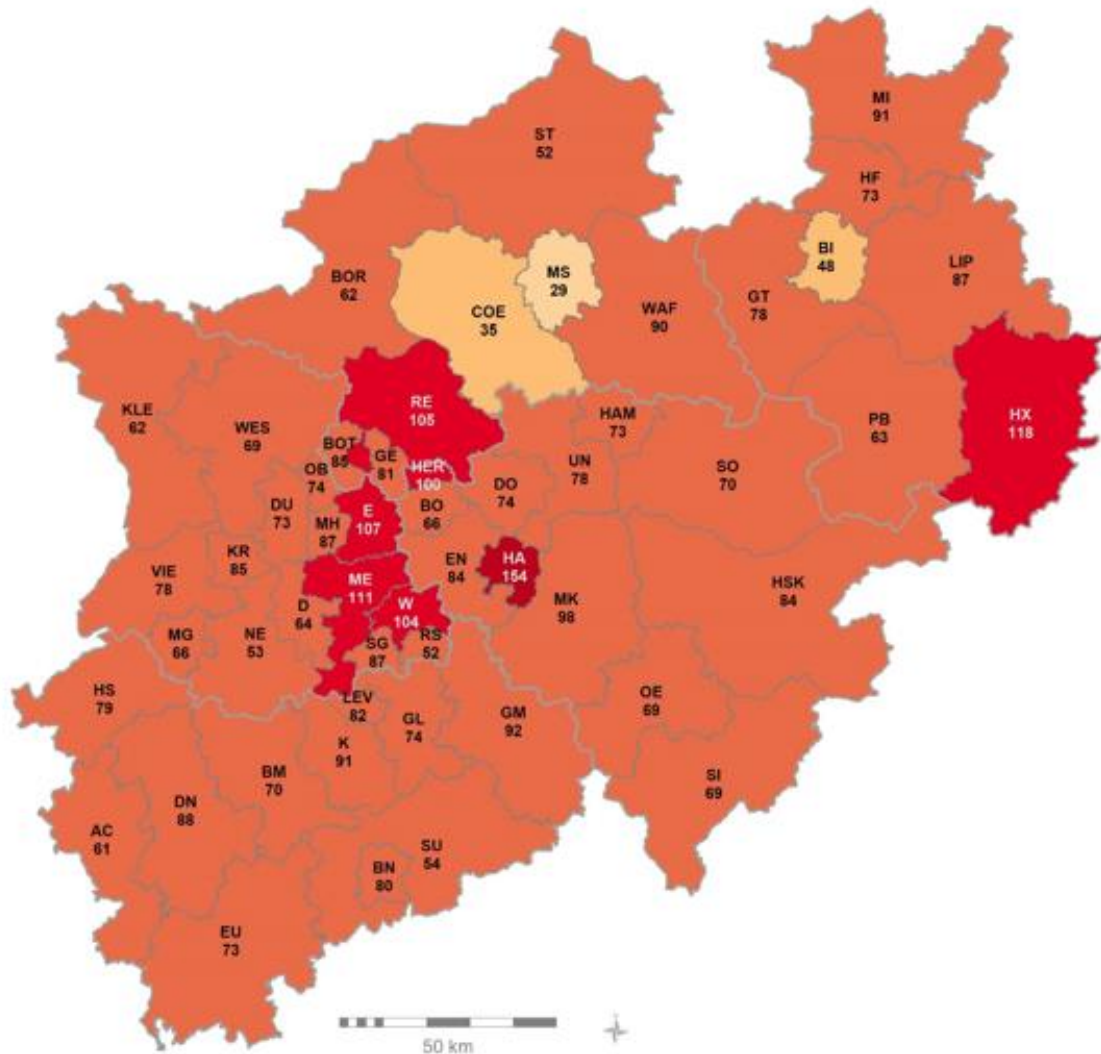 MI
91
ST
52
HF
73
BI
48
LIP
87
MS
29
BOR
62
GT
78
COE
35
WAF
90
RE
105
KLE
62
HAM
73
HX
118
PB
63
WES
69
BOT
85
GE
81
HER
100
UN
78
SO
70
OB
74
DO
74
DU
73
E
107
BO
66
MH
87
KR
85
EN
84
HA
154
VIE
78
ME
111
HSK
84
MK
98
D
64
W
104
MG
66
NE
53
SG
87
RS
52
HS
79
LEV
82
OE
69
GL
74
GM
92
K
91
BM
70
SI
69
DN
88
AC
61
SU
54
BN
80
EU
73
50 km